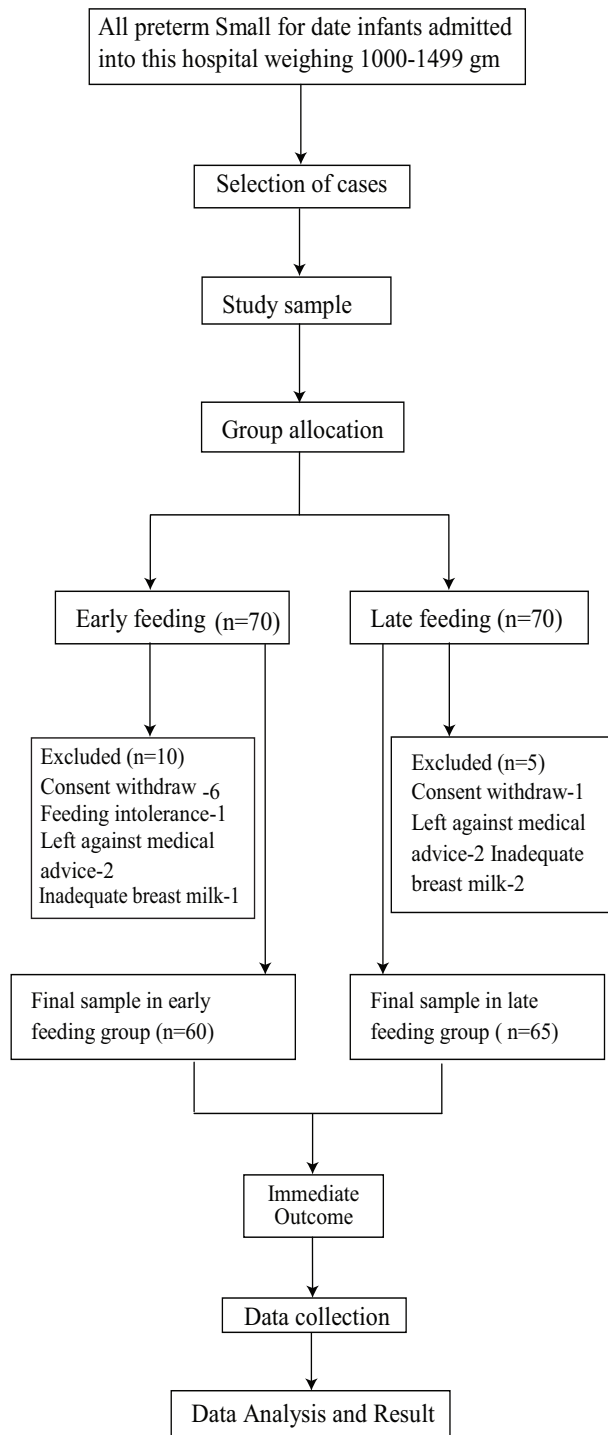 All preterm Small for date infants admitted
into this hospital weighing 1000-1499 gm
Selection of cases
Study sample
Group allocation
Early feeding (n=70)
Late feeding (n=70)
Excluded (n=10)
Consent withdraw -6
Feeding intolerance-1
Left against medical
advice-2
Inadequate breast milk-1
Excluded (n=5)
Consent withdraw-1
Left against medical
advice-2 Inadequate
breast milk-2
Final sample in early
feeding group (n=60)
Final sample in late
feeding group ( n=65)
Immediate
Outcome
Data collection
Data Analysis and Result